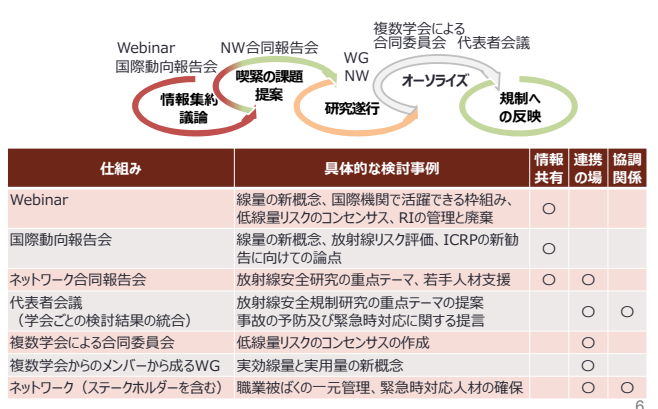 Webinar
国際動向報告会
NW合同報告会
WG
NW
複数学会による
合同委員会 代表者会議
情報集約
議論
喫緊の課題
提案
研究遂行
オーソライズ
規制へ
の反映
仕組み 具体的な検討事例 情報共有 連携の場 協調関係
Webinar 線量の新概念、国際機関で活躍できる枠組み、
低線量リスクのコンセンサス、RIの管理と廃棄 ○
国際動向報告会 線量の新概念、放射線リスク評価、ICRPの新勧
告に向けての論点 ○
ネットワーク合同報告会 放射線安全研究の重点テーマ、若手人材支援 ○ ○
代表者会議 放射線安全規制研究の重点テーマの提案
（学会ごとの検討結果の統合） 事故の予防及び緊急時対応に関する提言 ○ ○
複数学会による合同委員会 低線量リスクのコンセンサスの作成 ○
複数学会からのメンバーから成るWG 実効線量と実用量の新概念 ○
ネットワーク（ステークホルダーを含む） 職業被ばくの一元管理、緊急時対応人材の確保 ○ ○
6